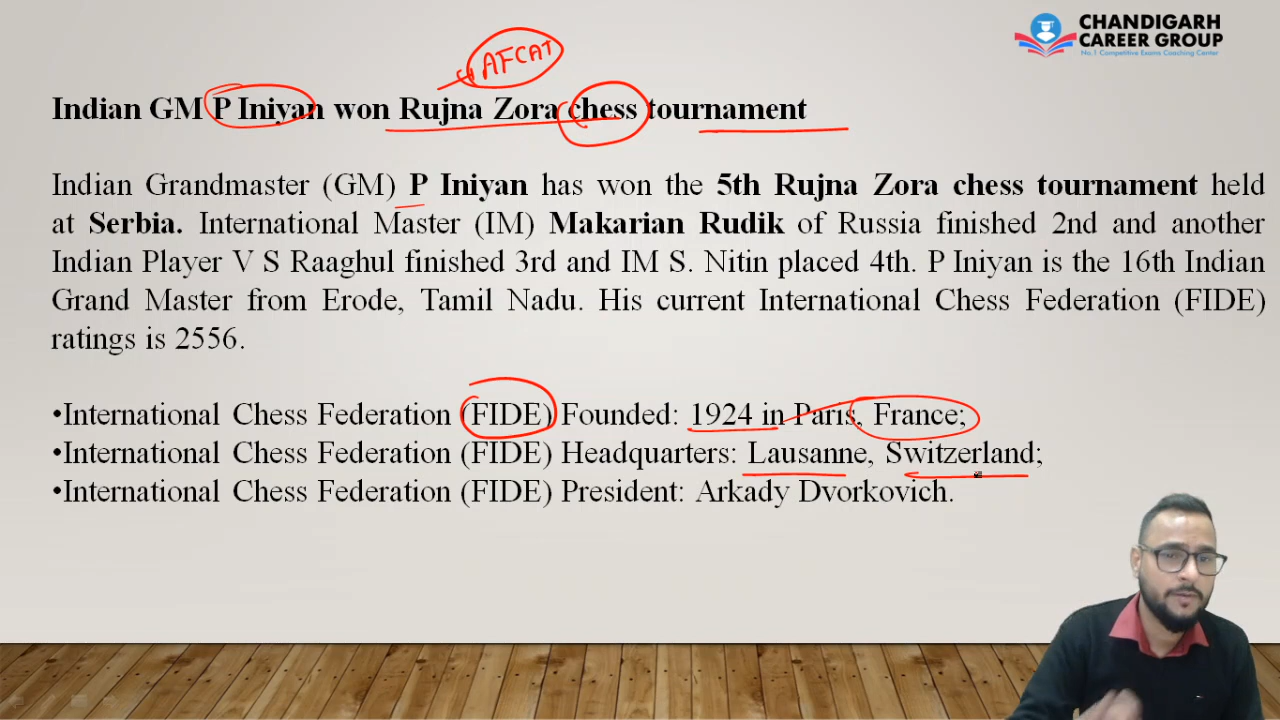 CHANDIGARH
CAREER GROUP
No.1 Competitive Exams Coaching Center
AFCAT
Indian GM P Iniyan won Rujna Zora chess tournament
Indian Grandmaster (GM) P Iniyan has won the 5th Rujna Zora chess tournament held
at Serbia. International Master (IM) Makarian Rudik of Russia finished 2nd and another
Indian Player V S Raaghul finished 3rd and IM S. Nitin placed 4th. P Iniyan is the 16th Indian
Grand Master from Erode, Tamil Nadu. His current International Chess Federation (FIDE)
ratings is 2556.
•International Chess Federation (FIDE) Founded: 1924 in Paris, France;
•International Chess Federation (FIDE) Headquarters: Lausanne, Switzerland;
•International Chess Federation (FIDE) President: Arkady Dvorkovich.